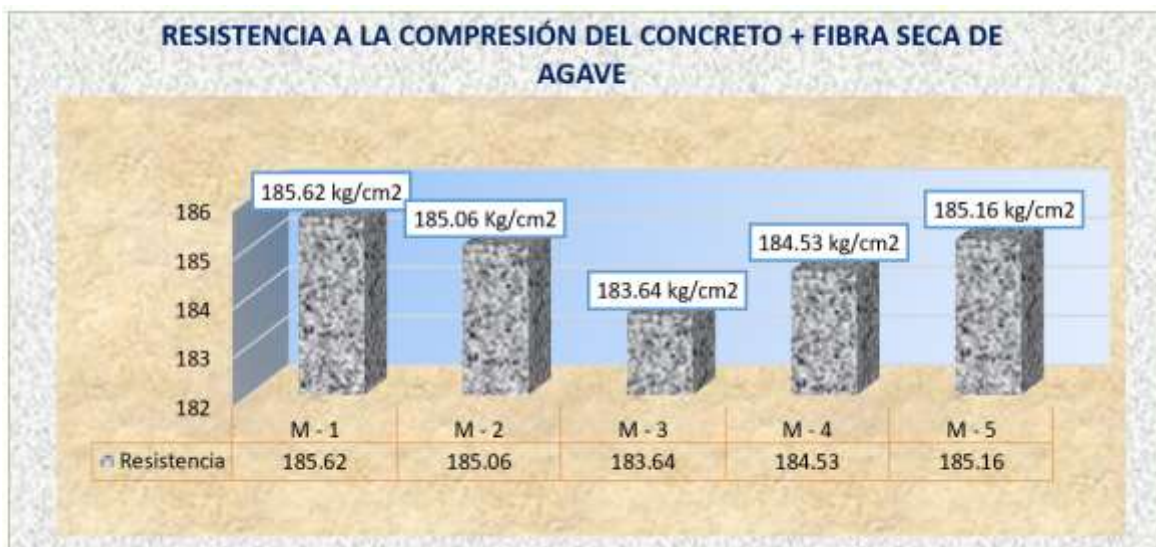 RESISTENCIA A LA COMPRESIÓN DEL CONCRETO + FIBRA SECA DE
AGAVE
185.62 kg/cm2
185.06 Kg/cm2
183.64 kg/cm2
184.53 kg/cm2
185.16 kg/cm2
186
185
184
183
182
M - 1 M - 2 M - 3 M - 4 M - 5
Resistencia 185.62 185.06 183.64 184.53 185.16